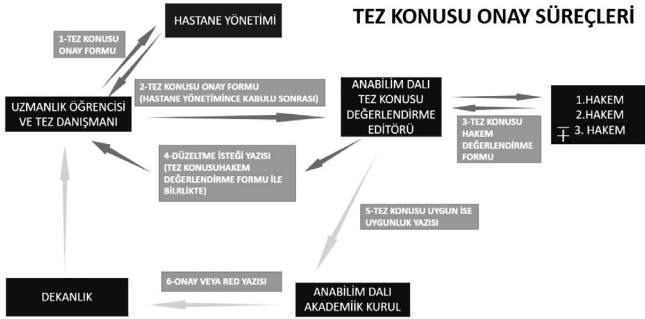 TEZ KONUSU ONAY SÜREÇLERİ
HASTANE YÖNETİMİ
1-TEZ KONUSU
ONAY FORMU
2-TEZ KONUSU ONAY FORMU
(HASTANE YÖNETİMİNCE KABULU SONRASI)
UZMANLIK ÖĞRENCİSİ
VE TEZ DANIŞMANI
ANABİLİM DALI
TEZ KONUSU
DEĞERLENDİRME
EDİTÖRÜ
1.HAKEM
2.HAKEM
∓ 3. HAKEM
3-TEZ KONUSU
HAKEM
DEĞERLENDİRME
FORMU
4-DÜZELTME İSTEĞİ YAZISI
(TEZ KONUSUHAKEM
DEĞERLENDİRME FORMU İLE
BİLRLİKTE)
5-TEZ KONUSU UYGUN İSE
UYGUNLUK YAZISI
6-ONAY VEYA RED YAZISI
DEKANLIK
ANABİLİM DALI
AKADEMİİK KURUL